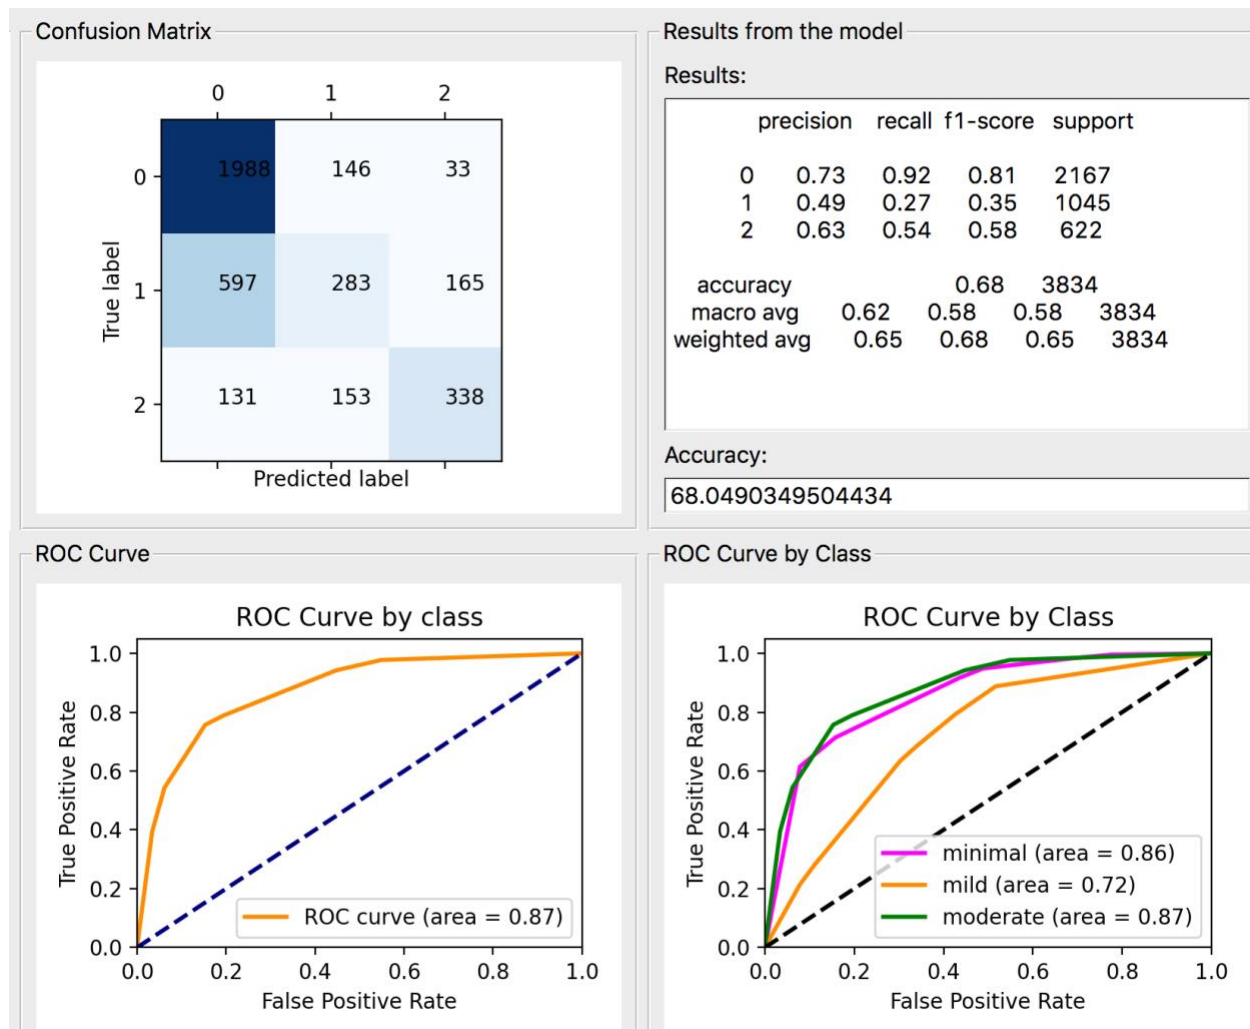 Confusion Matrix
0 1 2
0 1988 146 33
1 597 283 165
2 131 153 338
True label
Predicted label
Results from the model
Results:
precision recall f1-score support
0 0.73 0.92 0.81 2167
1 0.49 0.27 0.35 1045
2 0.63 0.54 0.58 622
accuracy 0.68 3834
macro avg 0.62 0.58 0.58 3834
weighted avg 0.65 0.68 0.65 3834
Accuracy:
68.0490349504434
ROC Curve
ROC Curve by class
True Positive Rate
1.0
0.8
0.6
0.4
0.2
0.0
ROC curve (area = 0.87)
0.0 0.2 0.4 0.6 0.8 1.0
False Positive Rate
ROC Curve by Class
ROC Curve By Class
True Positive Rate
1.0
0.8
0.6
0.4
0.2
0.0
minimal (area = 0.86)
mild (area = 0.72)
moderate (area = 0.87)
0.0 0.2 0.4 0.6 0.8 1.0
False Positive Rate